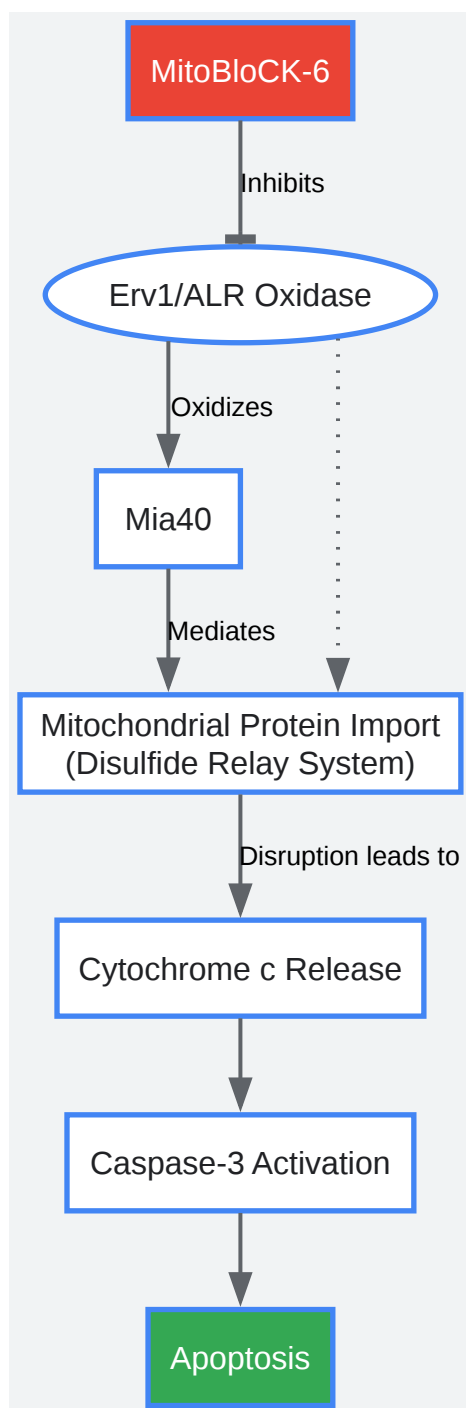 MitoBloCK-6
Inhibits
Erv1/ALR Oxidase
Oxidizes
Mia40
Mediates
Mitochondrial Protein Import
(Disulfide Relay System)
Disruption leads to
Cytochrome c Release
Caspase-3 Activation
Apoptosis